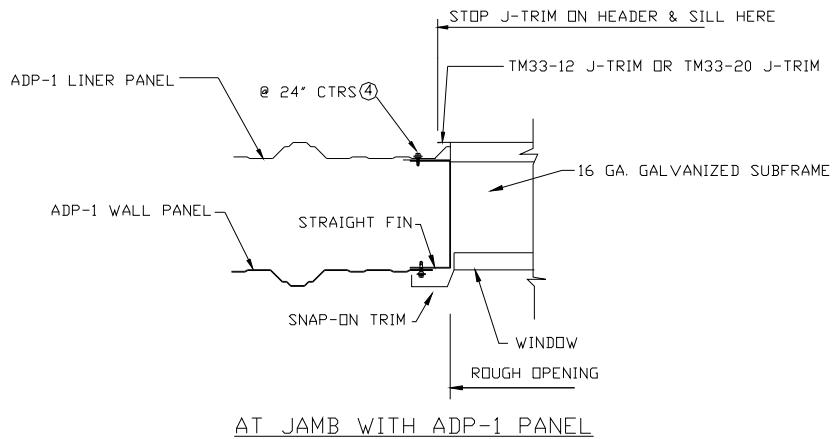 STOP J-TRIM ON HEADER & SILL HERE
TM33-12 J-TRIM OR TM33-20 J-TRIM
ADP-1 LINER PANEL
@ 24" CTRS 4
16 GA. GALVANIZED SUBFRAME
ADP-1 WALL PANEL
STRAIGHT FIN
SNAP-ON TRIM
WINDOW
ROUGH OPENING
AT JAMB WITH ADP-1 PANEL